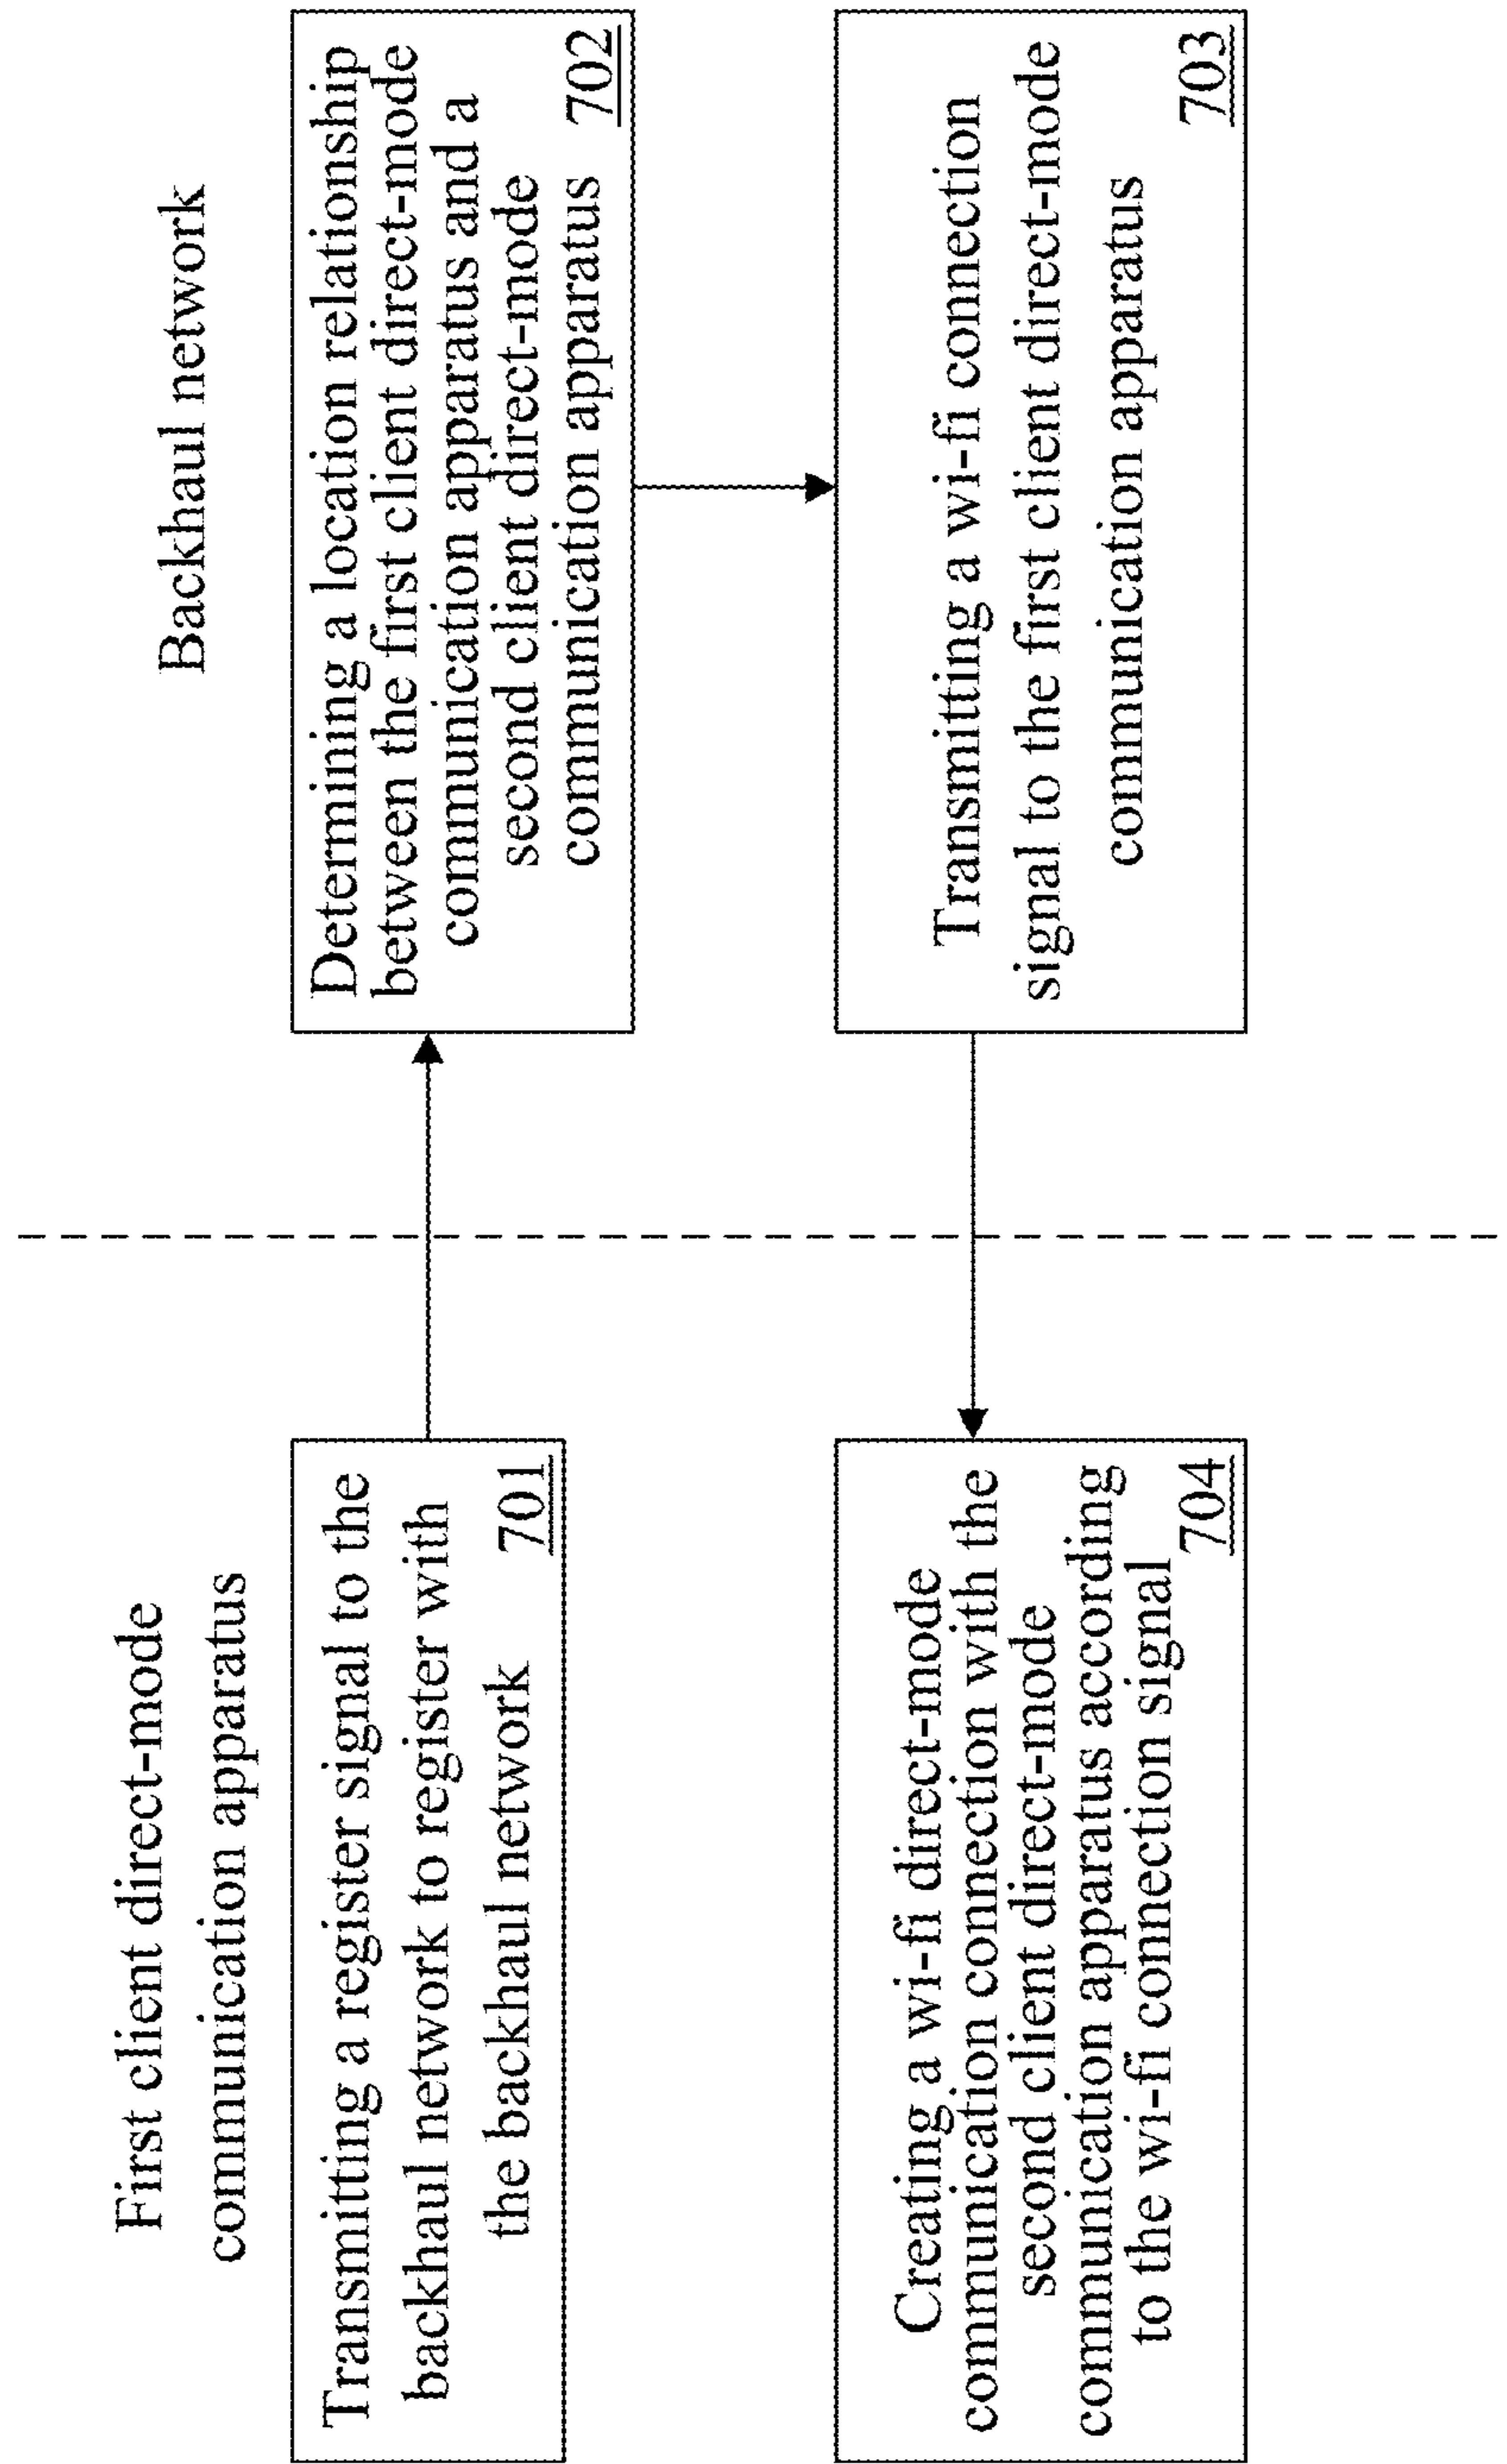 First client direct-mode
communication apparatus
Backhaul network
Transmitting a register signal to the
backhaul network to register with
the backhaul network
701
Determining a location relationship
between the first client direct-mode
communication apparatus and a
second client direct-mode
communication apparatus
702
Transmitting a wi-fi connection
signal to the first client direct-mode
communication apparatus
703
Creating a wi-fi direct-mode
communication connection with the
second client direct-mode
communication apparatus according
to the wi-fi connection signal
704